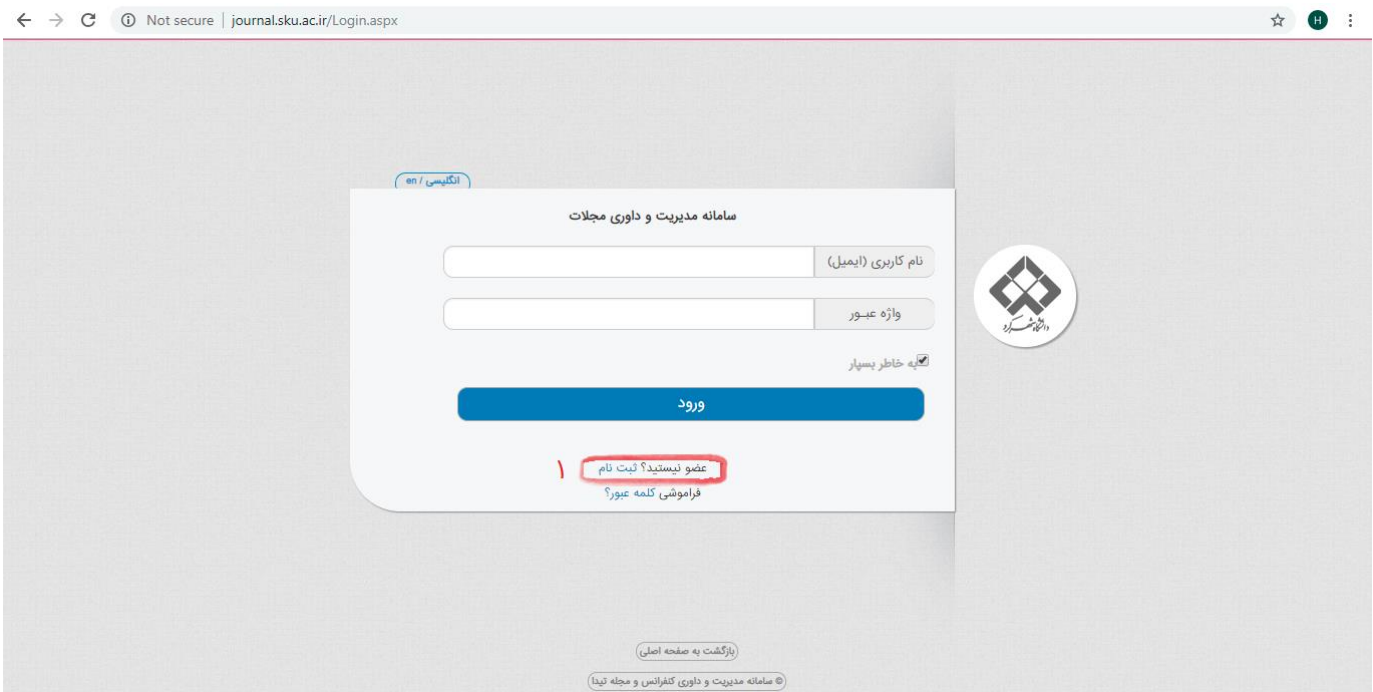 Not secure | journal.sku.ac.ir/Login.aspx
H
انگلیسی / en
سامانه مدیریت و داوری مجلات
نام کاربری (ایمیل)
واژه عبـور
دانشگاه شهرکرد
به خاطر بسپار
ورود
عضو نیستید؟ ثبت نام
۱
فراموشی کلمه عبور؟
بازگشت به صفحه اصلی
© سامانه مدیریت و داوری کنفرانس و مجله تیدا